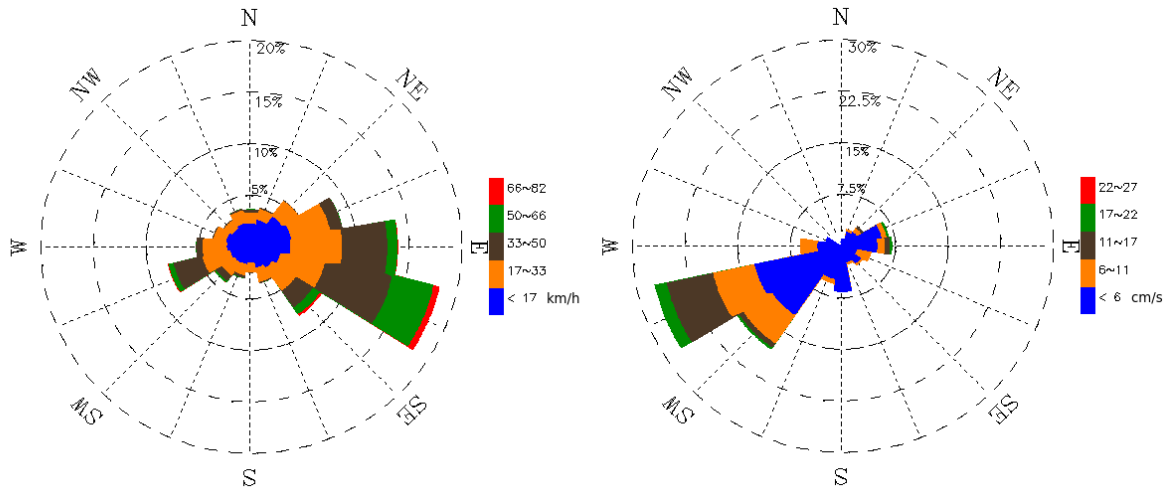 N
NW
NE
W
E
SW
SE
S
20%
15%
10%
5%
66~82
50~66
33~50
17~33
< 17 km/h
N
NW
NE
W
E
SW
SE
S
30%
22.5%
15%
7.5%
22~27
17~22
11~17
6~11
< 6 cm/s